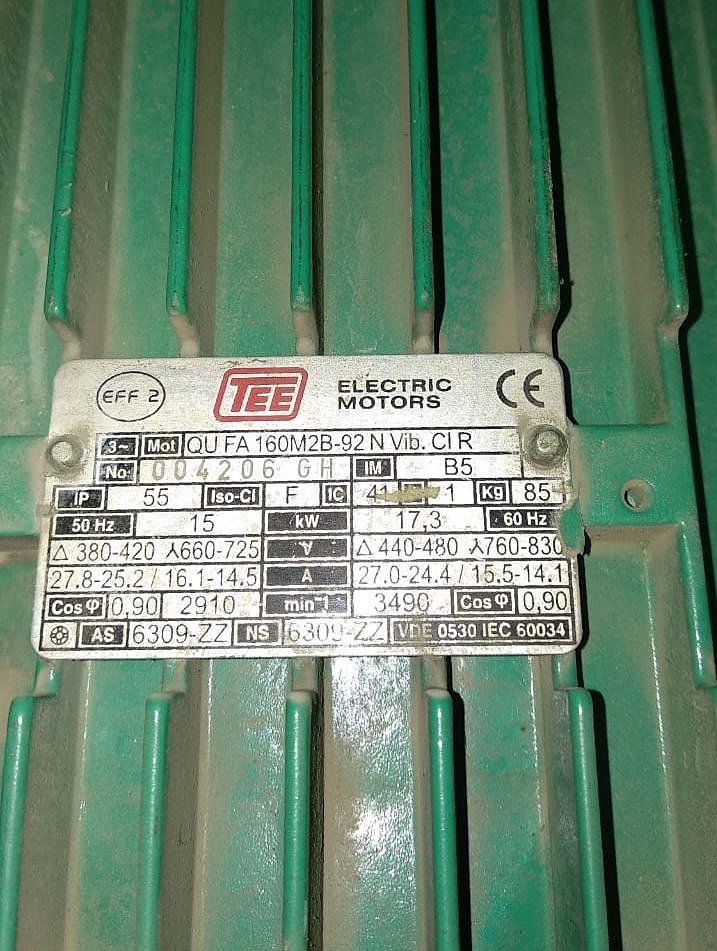 EFF 2 TEE ELECTRIC MOTORS CE
3~ Mot QU FA 160M2B-92 N Vib. Cl R
No: 004206 GH IM B5
IP 55 Iso-Cl F IC 41 1 Kg 85
50 Hz 15 kW 17,3 60 Hz
△ 380-420 ⅄660-725 V △ 440-480 ⅄760-830
27.8-25.2 / 16.1-14.5 A 27.0-24.4 / 15.5-14.1
Cos φ 0,90 2910 min⁻¹ 3490 Cos φ 0,90
AS 6309-ZZ NS 6309-ZZ VDE 0530 IEC 60034